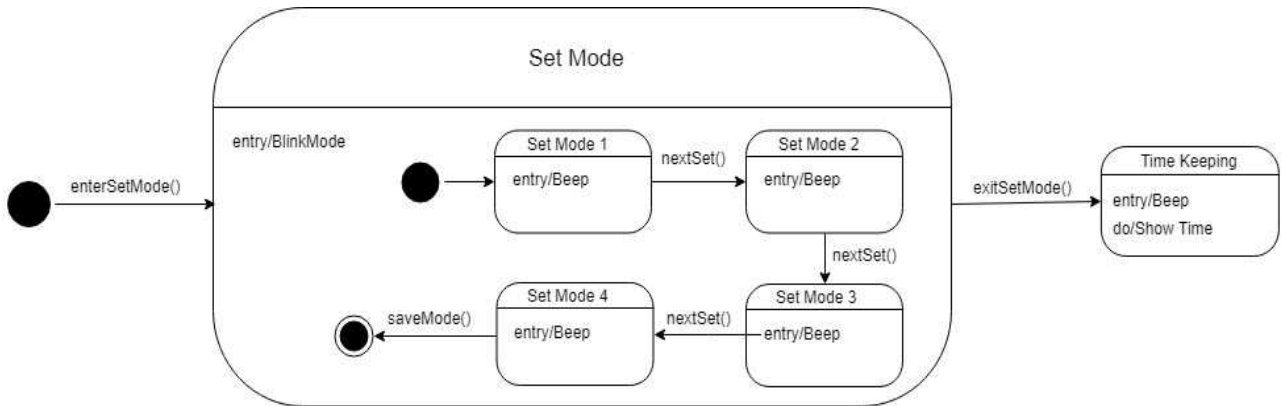 Set Mode
entry/BlinkMode
enterSetMode()
Set Mode 1
entry/Beep
nextSet()
Set Mode 2
entry/Beep
nextSet()
Set Mode 3
entry/Beep
nextSet()
Set Mode 4
entry/Beep
saveMode()
exitSetMode()
Time Keeping
entry/Beep
do/Show Time